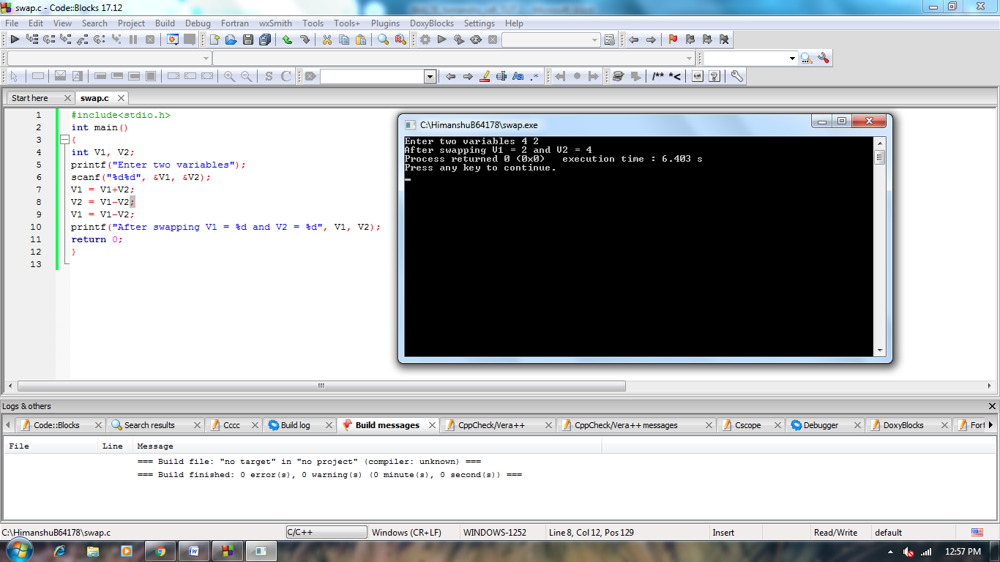 swap.c - Code::Blocks 17.12
File Edit View Search Project Build Debug Fortran wxSmith Tools Tools+ Plugins DoxyBlocks Settings Help
S C Aa .* /** *<
Start here swap.c
1 #include<stdio.h>
2 int main()
3 {
4 int V1, V2;
5 printf("Enter two variables");
6 scanf("%d%d", &V1, &V2);
7 V1 = V1+V2;
8 V2 = V1-V2;
9 V1 = V1-V2;
10 printf("After swapping V1 = %d and V2 = %d", V1, V2);
11 return 0;
12 }
13
C:\HimanshuB64178\swap.exe
Enter two variables 4 2
After swapping V1 = 2 and V2 = 4
Process returned 0 (0x0)   execution time : 6.403 s
Press any key to continue.
Logs & others
Code::Blocks Search results Cccc Build log Build messages CppCheck/Vera++ CppCheck/Vera++ messages Cscope Debugger DoxyBlocks Fort
File Line Message
=== Build file: "no target" in "no project" (compiler: unknown) ===
=== Build finished: 0 error(s), 0 warning(s) (0 minute(s), 0 second(s)) ===
C:\HimanshuB64178\swap.c C/C++ Windows (CR+LF) WINDOWS-1252 Line 8, Col 12, Pos 129 Insert Read/Write default
12:57 PM